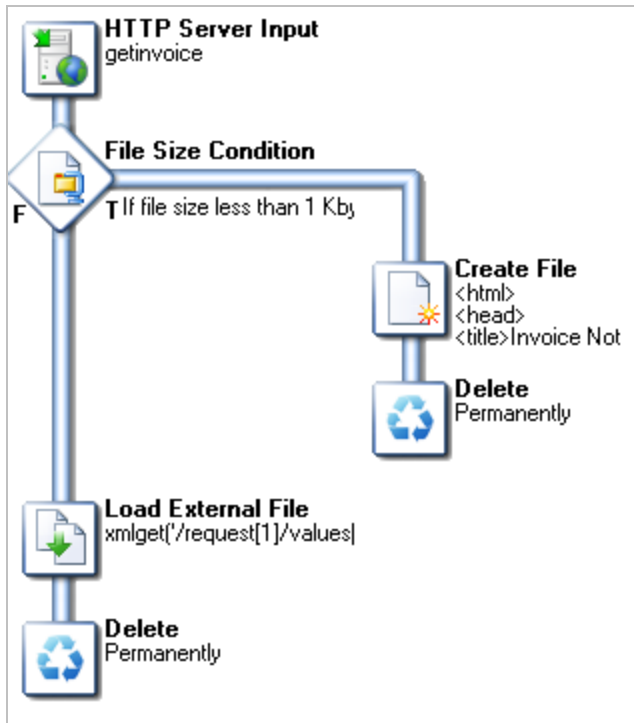 HTTP Server Input
getinvoice
File Size Condition
F
T If file size less than 1 Kby
Create File
<html>
<head>
<title>Invoice Not
Delete
Permanently
Load External File
xmlget('/request[1]/values[
Delete
Permanently